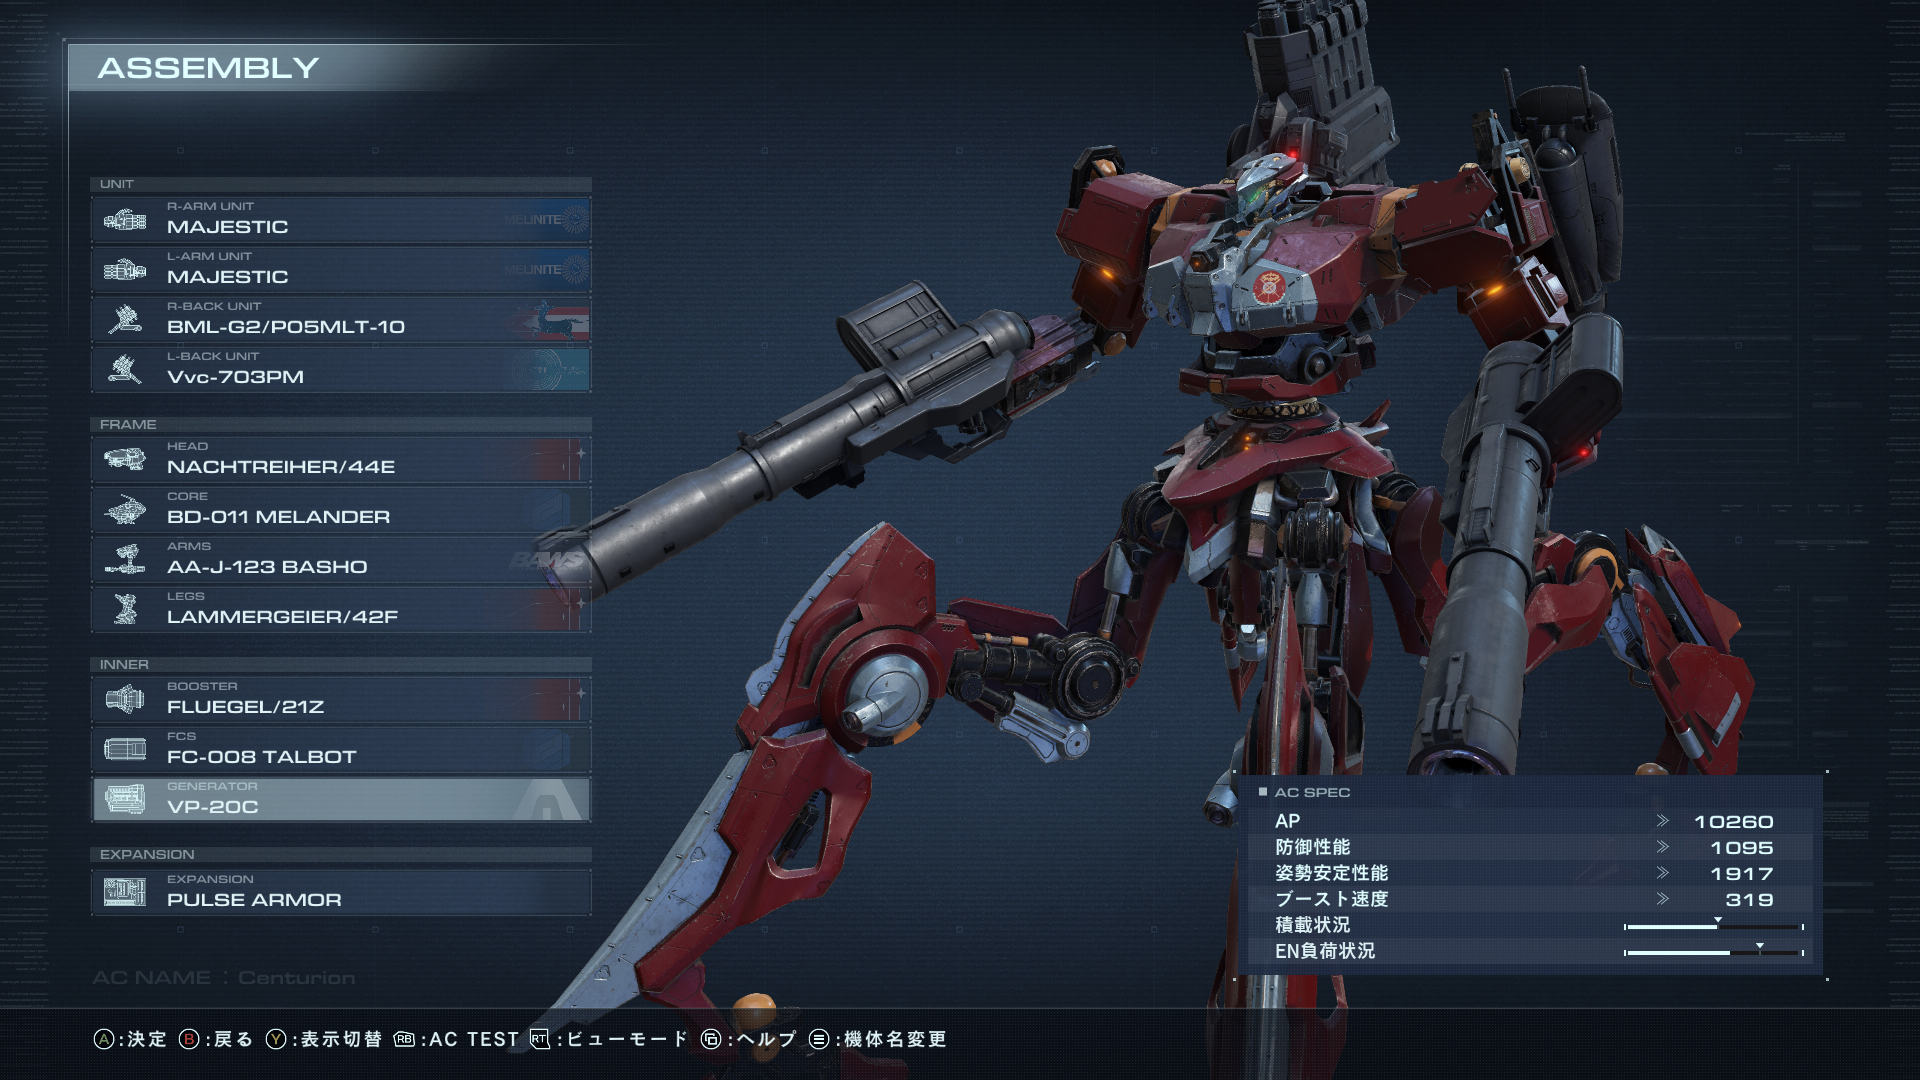 ASSEMBLY
UNIT
R-ARM UNIT
MAJESTIC
MELINITE
L-ARM UNIT
MAJESTIC
MELINITE
R-BACK UNIT
BML-G2/P05MLT-10
L-BACK UNIT
Vvc-703PM
FRAME
HEAD
NACHTREIHER/44E
CORE
BD-011 MELANDER
ARMS
AA-J-123 BASHO
BAWS
LEGS
LAMMERGEIER/42F
INNER
BOOSTER
FLUEGEL/21Z
FCS
FC-008 TALBOT
GENERATOR
VP-20C
EXPANSION
EXPANSION
PULSE ARMOR
AC NAME : Centurion
AC SPEC
AP 10260
防御性能 1095
姿勢安定性能 1917
ブースト速度 319
積載状況
EN負荷状況
A:決定 B:戻る Y:表示切替 RB:AC TEST RT:ビューモード :ヘルプ :機体名変更